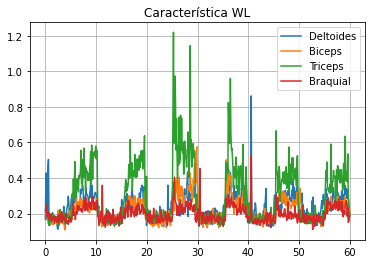 Característica WL
Deltoides
Biceps
Triceps
Braquial
1.2
1.0
0.8
0.6
0.4
0.2
0 10 20 30 40 50 60